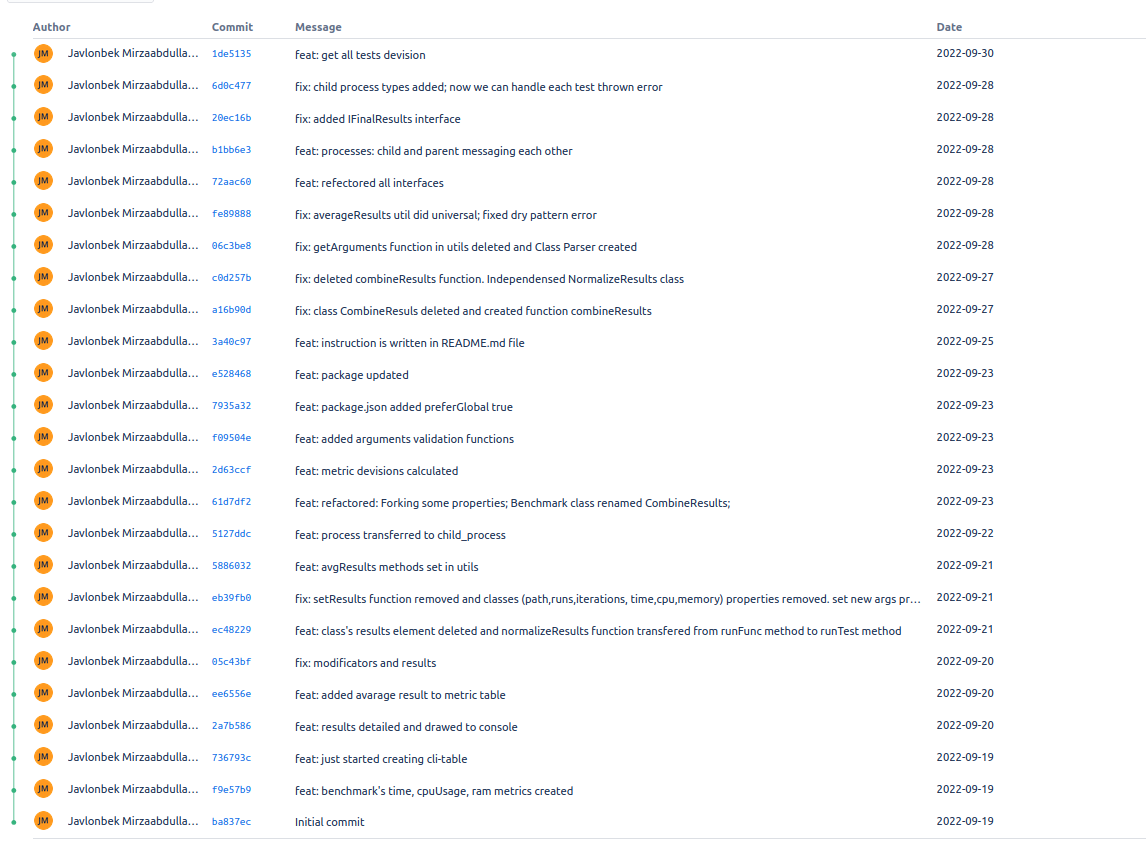 Author Commit Message Date
JM Javlonbek Mirzaabdulla... 1de5135 feat: get all tests devision 2022-09-30
JM Javlonbek Mirzaabdulla... 6d0c477 fix: child process types added; now we can handle each test thrown error 2022-09-28
JM Javlonbek Mirzaabdulla... 20ec16b fix: added IFinalResults interface 2022-09-28
JM Javlonbek Mirzaabdulla... b1bb6e3 feat: processes: child and parent messaging each other 2022-09-28
JM Javlonbek Mirzaabdulla... 72aac60 feat: refectored all interfaces 2022-09-28
JM Javlonbek Mirzaabdulla... fe89888 fix: averageResults util did universal; fixed dry pattern error 2022-09-28
JM Javlonbek Mirzaabdulla... 06c3be8 fix: getArguments function in utils deleted and Class Parser created 2022-09-28
JM Javlonbek Mirzaabdulla... c0d257b fix: deleted combineResults function. Independensed NormalizeResults class 2022-09-27
JM Javlonbek Mirzaabdulla... a16b90d fix: class CombineResuls deleted and created function combineResults 2022-09-27
JM Javlonbek Mirzaabdulla... 3a40c97 feat: instruction is written in README.md file 2022-09-25
JM Javlonbek Mirzaabdulla... e528468 feat: package updated 2022-09-23
JM Javlonbek Mirzaabdulla... 7935a32 feat: package.json added preferGlobal true 2022-09-23
JM Javlonbek Mirzaabdulla... f09504e feat: added arguments validation functions 2022-09-23
JM Javlonbek Mirzaabdulla... 2d63ccf feat: metric devisions calculated 2022-09-23
JM Javlonbek Mirzaabdulla... 61d7df2 feat: refactored: Forking some properties; Benchmark class renamed CombineResults; 2022-09-23
JM Javlonbek Mirzaabdulla... 5127ddc feat: process transferred to child_process 2022-09-22
JM Javlonbek Mirzaabdulla... 5886032 feat: avgResults methods set in utils 2022-09-21
JM Javlonbek Mirzaabdulla... eb39fb0 fix: setResults function removed and classes (path,runs,iterations, time,cpu,memory) properties removed. set new args pr... 2022-09-21
JM Javlonbek Mirzaabdulla... ec48229 feat: class's results element deleted and normalizeResults function transfered from runFunc method to runTest method 2022-09-21
JM Javlonbek Mirzaabdulla... 05c43bf fix: modificators and results 2022-09-20
JM Javlonbek Mirzaabdulla... ee6556e feat: added avarage result to metric table 2022-09-20
JM Javlonbek Mirzaabdulla... 2a7b586 feat: results detailed and drawed to console 2022-09-20
JM Javlonbek Mirzaabdulla... 736793c feat: just started creating cli-table 2022-09-19
JM Javlonbek Mirzaabdulla... f9e57b9 feat: benchmark's time, cpuUsage, ram metrics created 2022-09-19
JM Javlonbek Mirzaabdulla... ba837ec Initial commit 2022-09-19